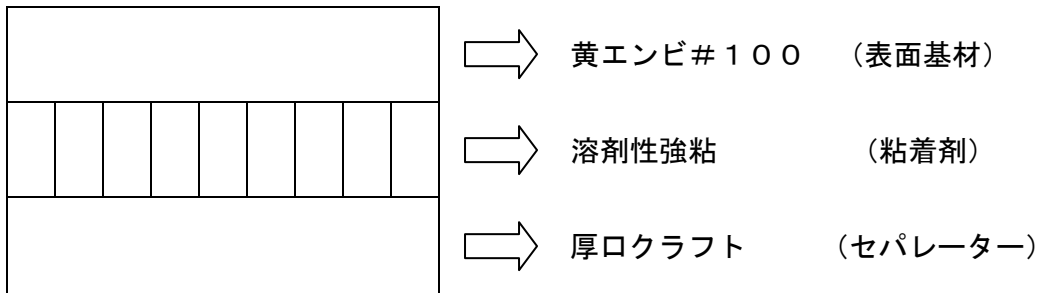 黄エンビ＃１００　（表面基材）
溶剤性強粘　（粘着剤）
厚口クラフト　（セパレーター）